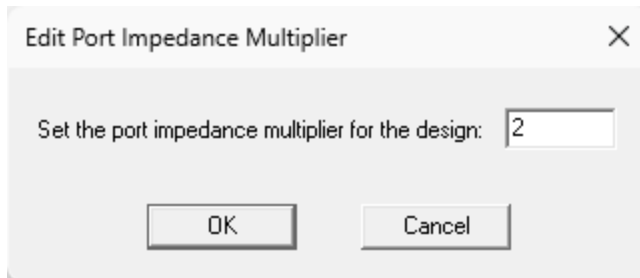 Edit Port Impedance Multiplier
Set the port impedance multiplier for the design: 2
OK Cancel